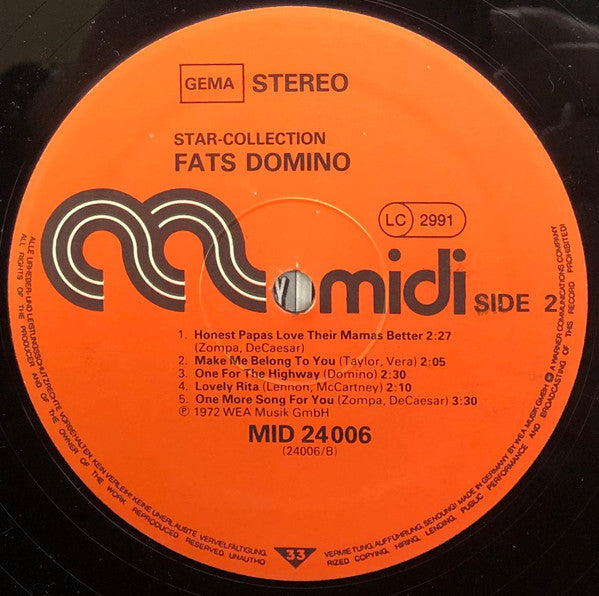 GEMA STEREO
STAR-COLLECTION
FATS DOMINO
LC 2991
midi SIDE 2
1. Honest Papas Love Their Mamas Better 2:27
(Zompa, DeCaesar)
2. Make Me Belong To You (Taylor, Vera) 2:05
3. One For The Highway (Domino) 2:30
4. Lovely Rita (Lennon, McCartney) 2:10
5. One More Song For You (Zompa, DeCaesar) 3:30
℗ 1972 WEA Musik GmbH
MID 24 006
(24006/B)
33
ALLE URHEBER- UND LEISTUNGSSCHUTZRECHTE VORBEHALTEN. KEIN VERLEIH! KEINE UNERLAUBTE VERVIELFÄLTIGUNG, VERMIETUNG, AUFFÜHRUNG, SENDUNG! MADE IN GERMANY BY WEA MUSIK GMBH A WARNER COMMUNICATIONS COMPANY
ALL RIGHTS OF THE PRODUCER AND OF THE OWNER OF THE WORK REPRODUCED RESERVED. UNAUTHORIZED COPYING, HIRING, LENDING, PUBLIC PERFORMANCE AND BROADCASTING OF THIS RECORD PROHIBITED!